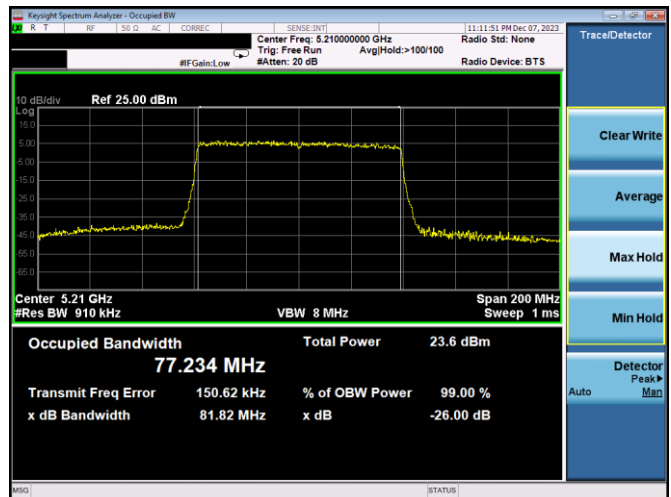 Keysight Spectrum Analyzer - Occupied BW
R T RF 50 Ω AC CORREC SENSE:INT 11:11:51 PM Dec 07, 2023
Center Freq: 5.210000000 GHz Radio Std: None
Trig: Free Run Avg|Hold:>100/100
#IFGain:Low #Atten: 20 dB Radio Device: BTS
10 dB/div Ref 25.00 dBm
Log
15.0
5.00
-5.00
-15.0
-25.0
-35.0
-45.0
-55.0
-65.0
Center 5.21 GHz Span 200 MHz
#Res BW 910 kHz VBW 8 MHz Sweep 1 ms
Occupied Bandwidth Total Power 23.6 dBm
77.234 MHz
Transmit Freq Error 150.62 kHz % of OBW Power 99.00 %
x dB Bandwidth 81.82 MHz x dB -26.00 dB
MSG STATUS
Trace/Detector
Clear Write
Average
Max Hold
Min Hold
Detector
Peak▶
Auto Man